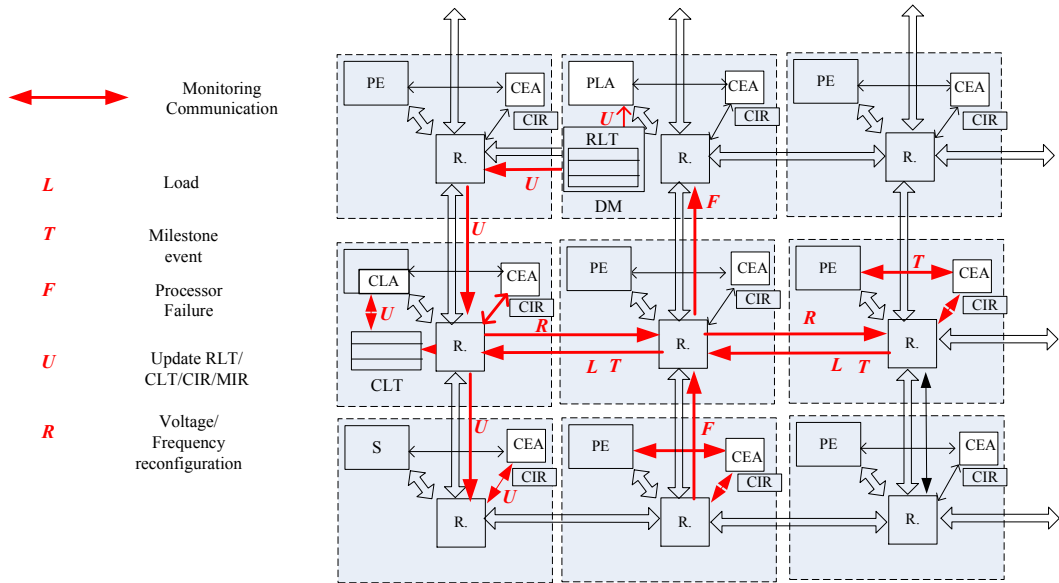 Monitoring
Communication
L
Load
T
Milestone
event
F
Processor
Failure
U
Update RLT/
CLT/CIR/MIR
R
Voltage/
Frequency
reconfiguration
PE
CEA
CIR
R.
PLA
CEA
CIR
U
RLT
R.
U
DM
F
PE
CEA
CIR
R.
U
CLA
CEA
CIR
U
R.
R
CLT
PE
CEA
CIR
R.
R
L T
PE
T
CEA
CIR
R.
L T
S
U
CEA
CIR
U
R.
PE
F
CEA
CIR
R.
PE
CEA
CIR
R.